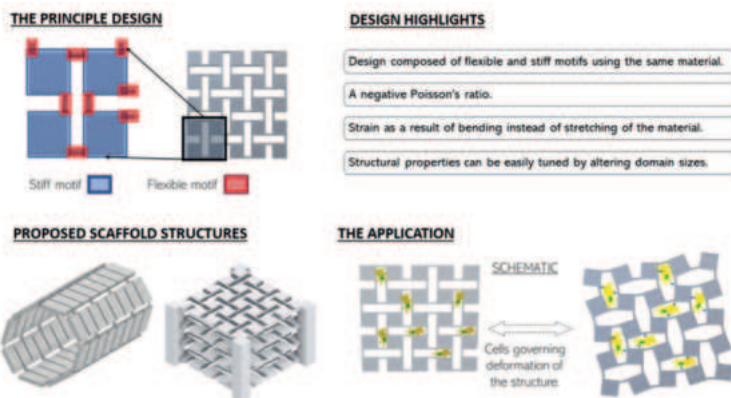 THE PRINCIPLE DESIGN
Stiff motif
Flexible motif
DESIGN HIGHLIGHTS
Design composed of flexible and stiff motifs using the same material.
A negative Poisson's ratio.
Strain as a result of bending instead of stretching of the material.
Structural properties can be easily tuned by altering domain sizes.
PROPOSED SCAFFOLD STRUCTURES
THE APPLICATION
SCHEMATIC
Cells governing
deformation of
the structure